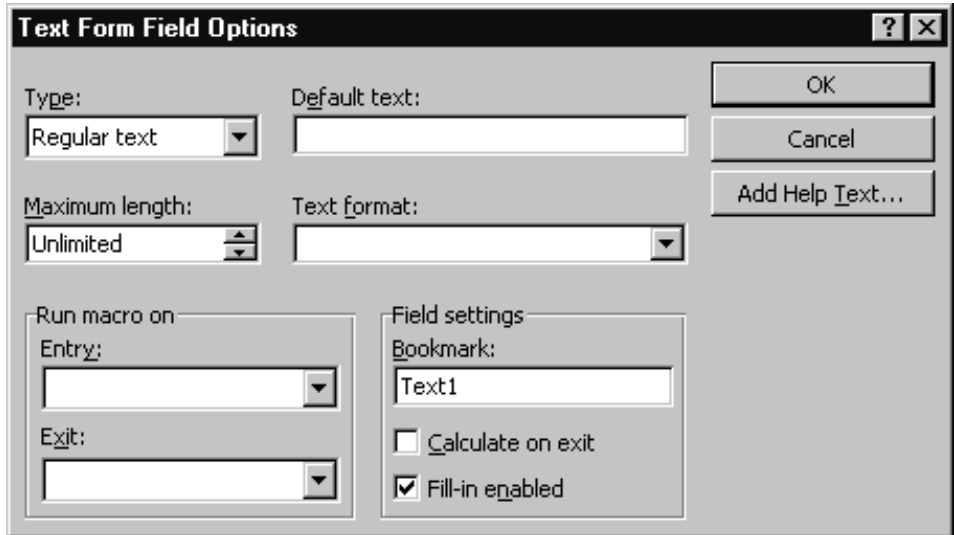 Text Form Field Options
Type:
Regular text
Default text:
Maximum length:
Unlimited
Text format:
Run macro on
Entry:
Exit:
Field settings
Bookmark:
Text1
Calculate on exit
Fill-in enabled
OK
Cancel
Add Help Text...